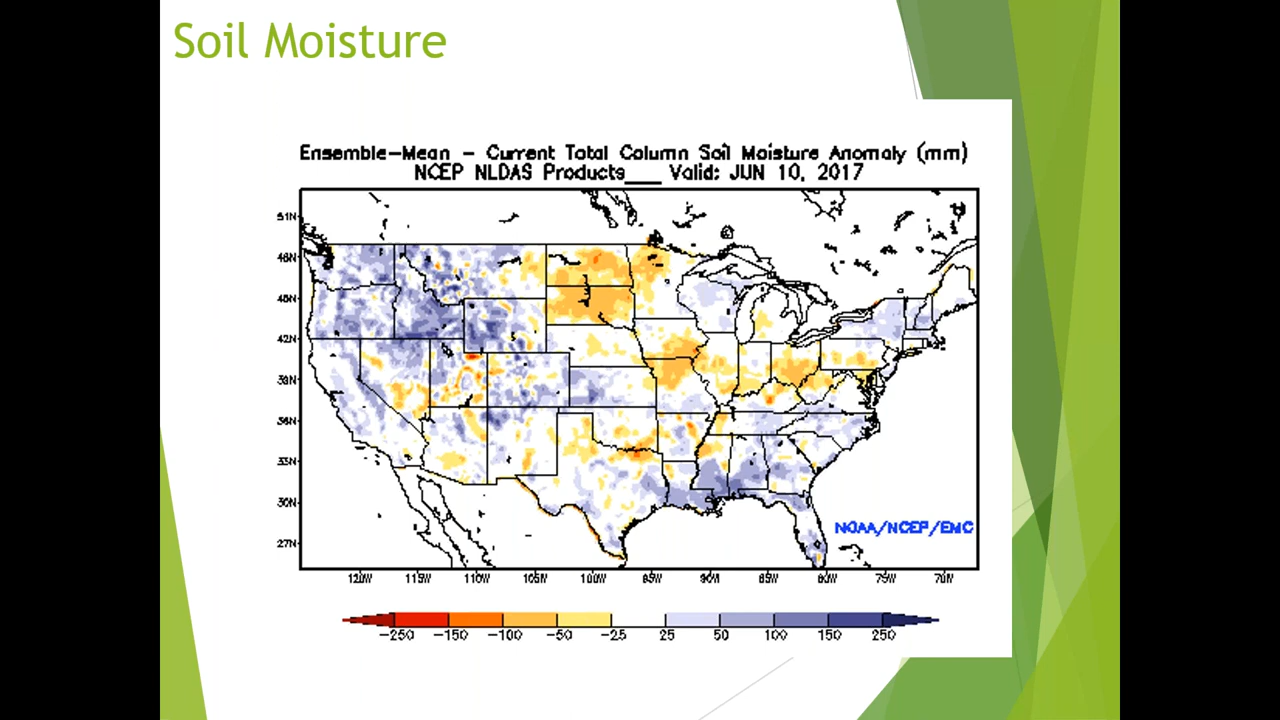 Soil Moisture
Ensemble-Mean - Current Total Column Soil Moisture Anomaly (mm)
NCEP NLDAS Products___ Valid: JUN 10, 2017
51N
48N
45N
42N
39N
36N
33N
30N
27N
NOAA/NCEP/EMC
120W 115W 110W 105W 100W 95W 90W 85W 80W 75W 70W
-250 -150 -100 -50 -25 25 50 100 150 250